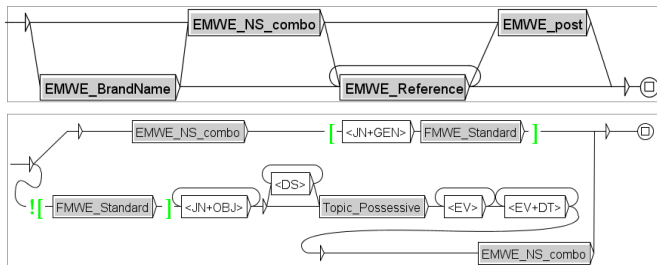 EMWE_NS_combo EMWE_post
EMWE_BrandName EMWE_Reference
EMWE_NS_combo [ <JN+GEN> FMWE_Standard ]
<DS>
![ FMWE_Standard ] <JN+OBJ> Topic_Possessive <EV> <EV+DT>
EMWE_NS_combo